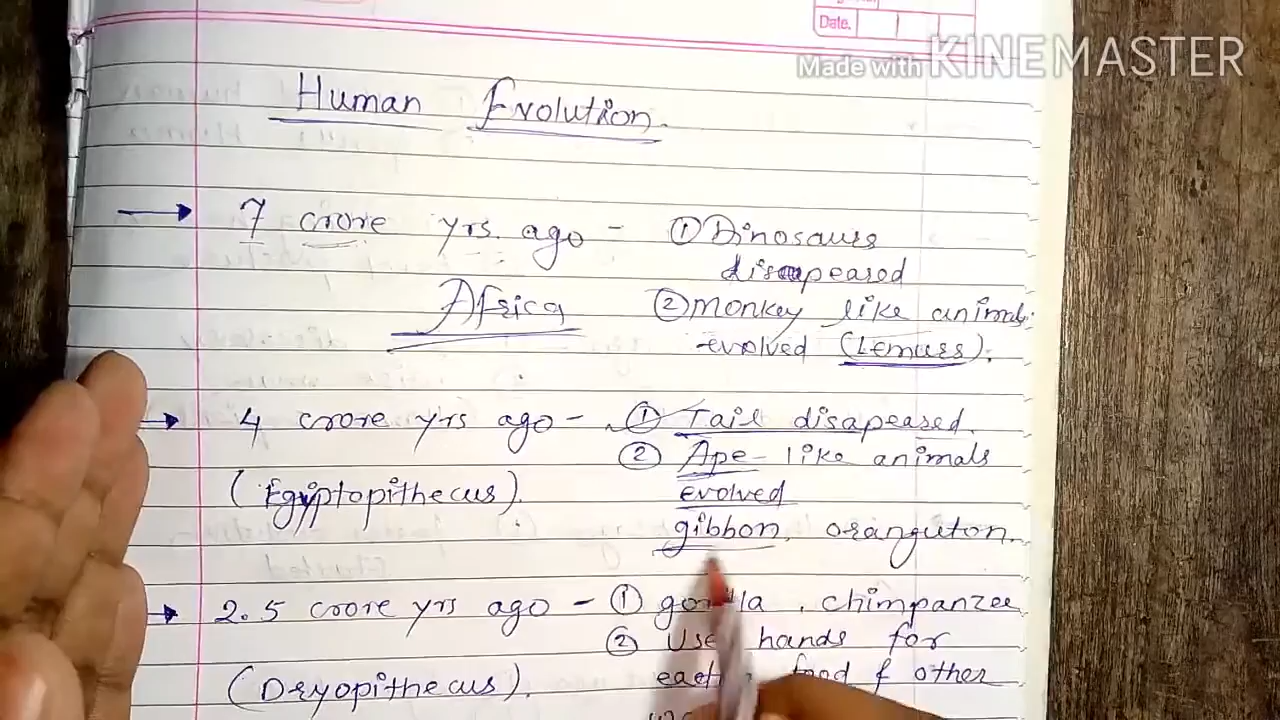 Date.
Made with KINEMASTER
Human Evolution.
→ 7 crore yrs ago - ① Dinosaurs
disapeared
Africa ② monkey like animals
evolved (Lemurs).
→ 4 crore yrs ago - ① Tail disapeared.
② Ape-like animals
(Egyptopithecus). evolved
gibbon, oranguton.
→ 2.5 crore yrs ago - ① gorilla, chimpanzee
② Use hands for
(Dryopithecus). food & other